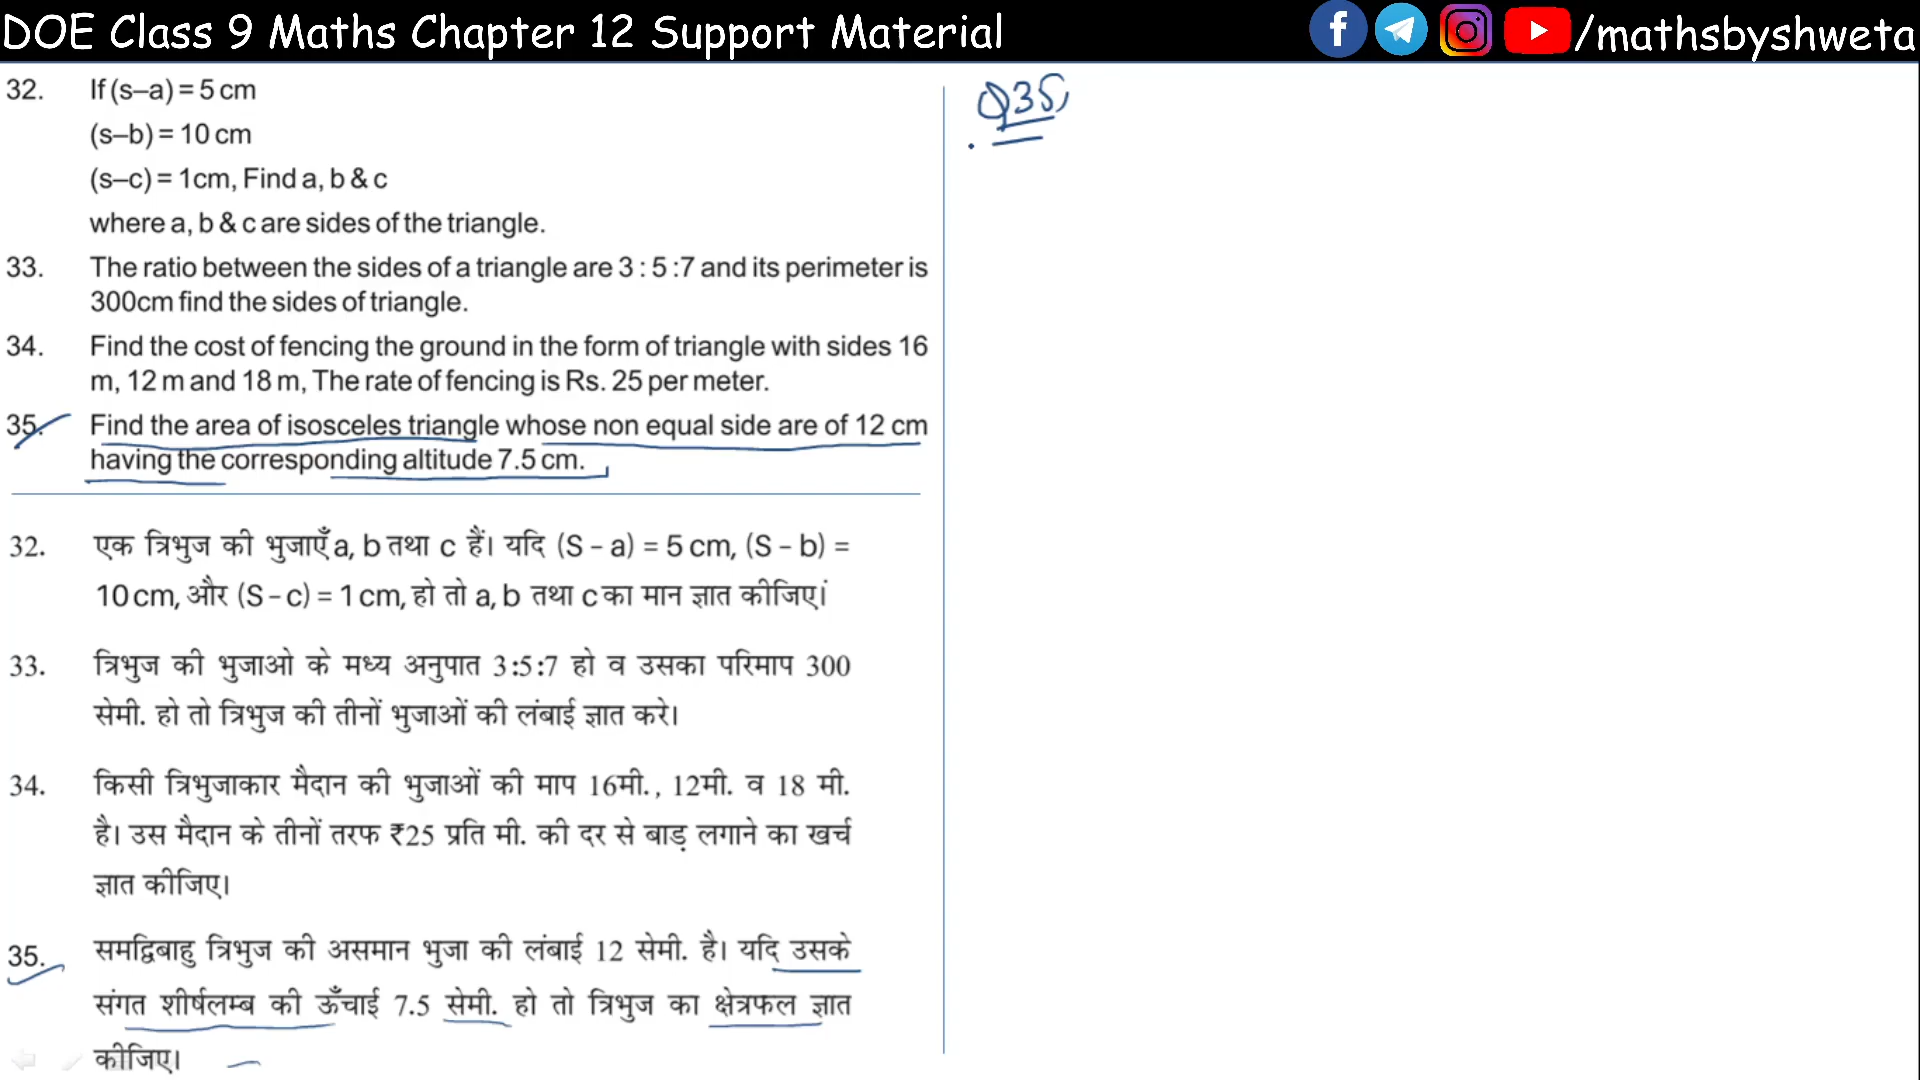 DOE Class 9 Maths Chapter 12 Support Material
/mathsbyshweta
32. If (s–a) = 5 cm
(s–b) = 10 cm
(s–c) = 1cm, Find a, b & c
where a, b & c are sides of the triangle.
33. The ratio between the sides of a triangle are 3 : 5 :7 and its perimeter is
300cm find the sides of triangle.
34. Find the cost of fencing the ground in the form of triangle with sides 16
m, 12 m and 18 m, The rate of fencing is Rs. 25 per meter.
35. Find the area of isosceles triangle whose non equal side are of 12 cm
having the corresponding altitude 7.5 cm.
32. एक त्रिभुज की भुजाएँ a, b तथा c हैं। यदि (S – a) = 5 cm, (S – b) =
10 cm, और (S – c) = 1 cm, हो तो a, b तथा c का मान ज्ञात कीजिए।
33. त्रिभुज की भुजाओ के मध्य अनुपात 3:5:7 हो व उसका परिमाप 300
सेमी. हो तो त्रिभुज की तीनों भुजाओं की लंबाई ज्ञात करे।
34. किसी त्रिभुजाकार मैदान की भुजाओं की माप 16मी., 12मी. व 18 मी.
है। उस मैदान के तीनों तरफ ₹25 प्रति मी. की दर से बाड़ लगाने का खर्च
ज्ञात कीजिए।
35. समद्विबाहु त्रिभुज की असमान भुजा की लंबाई 12 सेमी. है। यदि उसके
संगत शीर्षलम्ब की ऊँचाई 7.5 सेमी. हो तो त्रिभुज का क्षेत्रफल ज्ञात
कीजिए।
Q35,